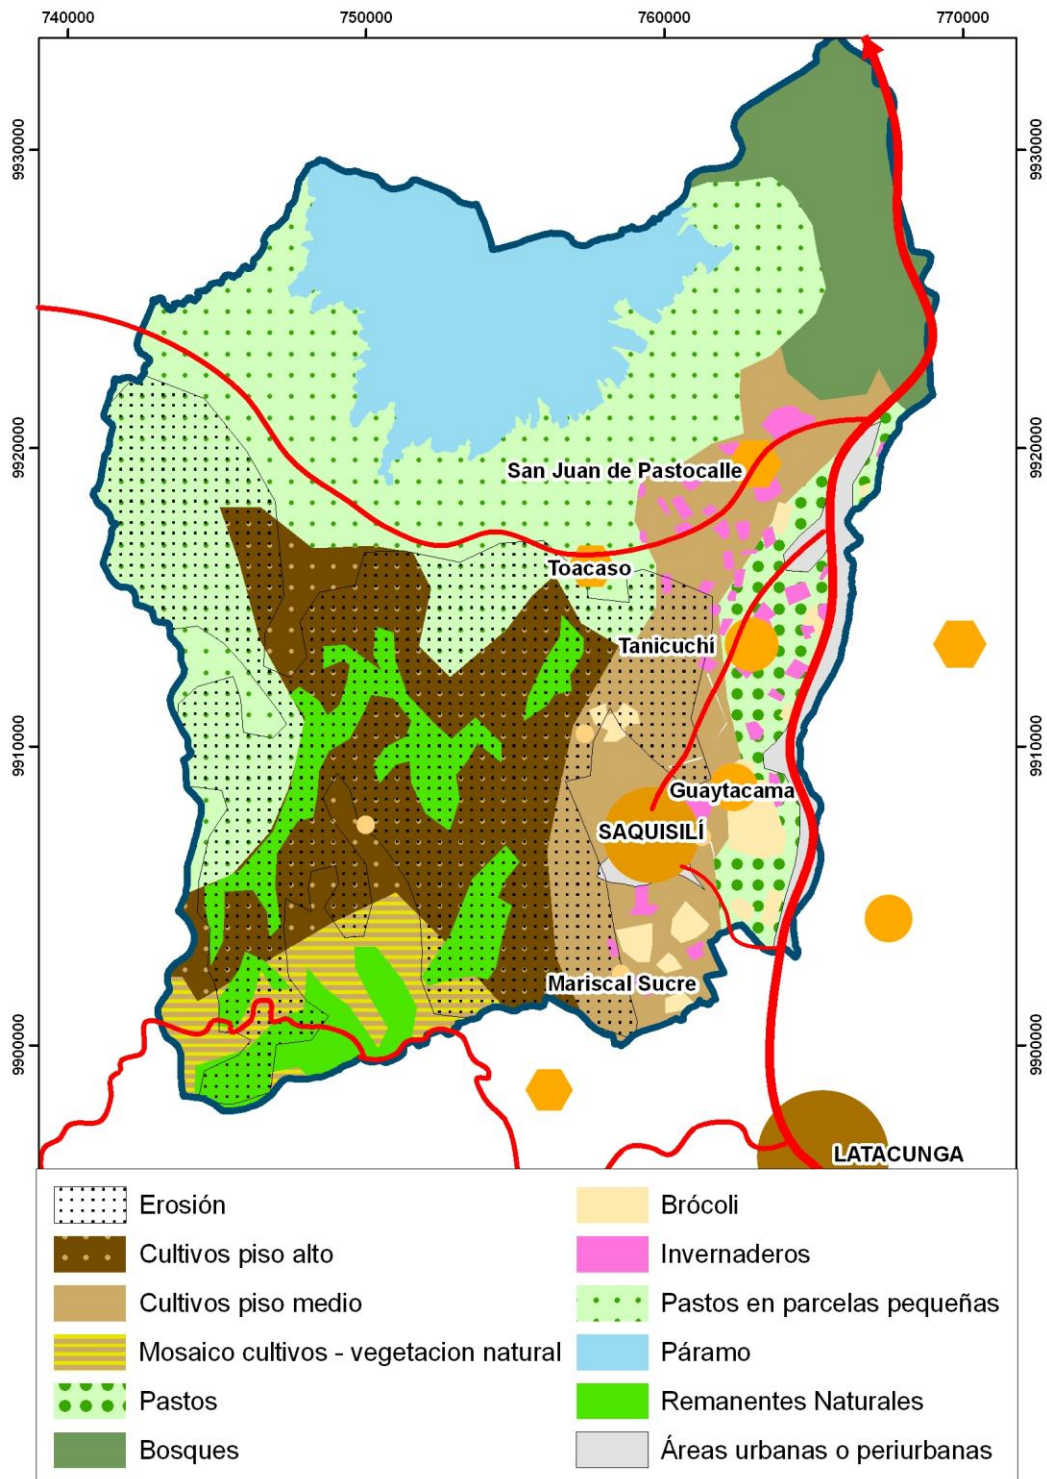 740000 750000 760000 770000
9930000 9930000
9920000 9920000
San Juan de Pastocalle
Toacaso
Tanicuchí
9910000 9910000
Guaytacama
SAQUISILÍ
Mariscal Sucre
9900000 9900000
LATACUNGA
Erosión
Cultivos piso alto
Cultivos piso medio
Mosaico cultivos - vegetacion natural
Pastos
Bosques
Brócoli
Invernaderos
Pastos en parcelas pequeñas
Páramo
Remanentes Naturales
Áreas urbanas o periurbanas